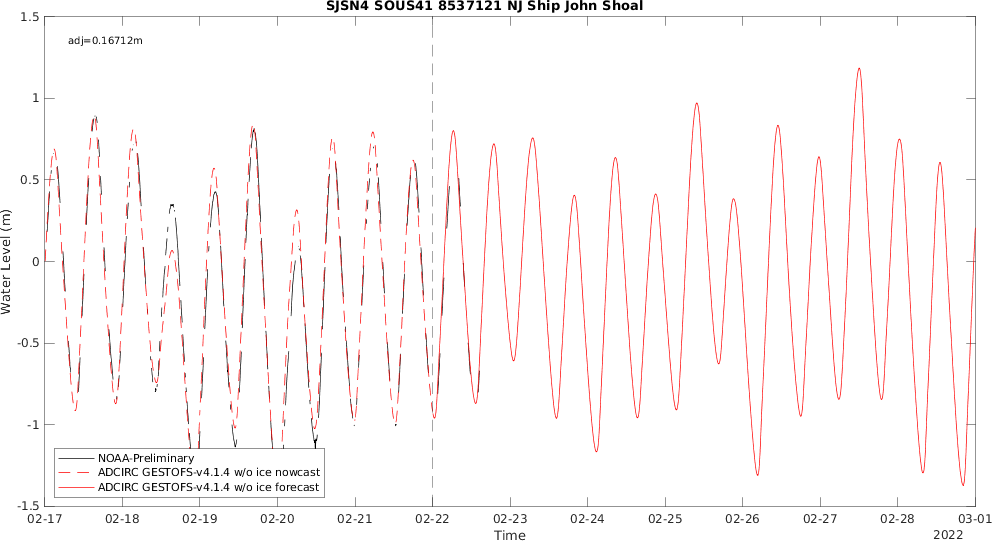 SJSN4 SOUS41 8537121 NJ Ship John Shoal
1.5
adj=0.16712m
1
0.5
0
-0.5
-1
-1.5
Water Level (m)
NOAA-Preliminary
ADCIRC GESTOFS-v4.1.4 w/o ice nowcast
ADCIRC GESTOFS-v4.1.4 w/o ice forecast
02-17 02-18 02-19 02-20 02-21 02-22 02-23 02-24 02-25 02-26 02-27 02-28 03-01
Time
2022